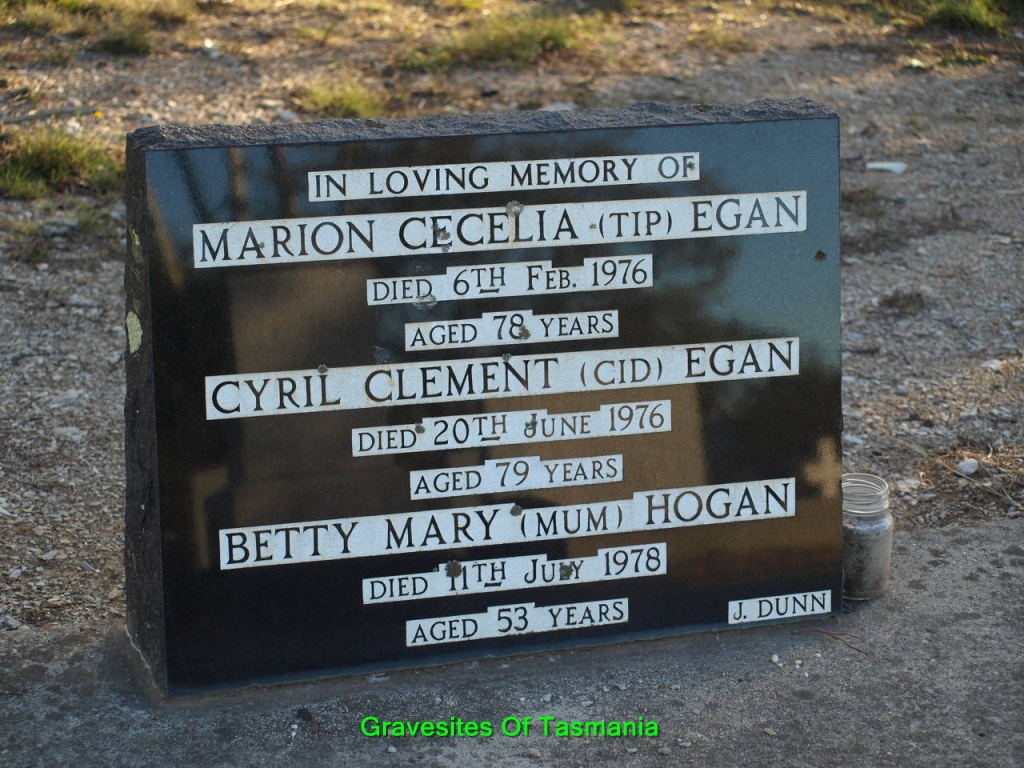 IN LOVING MEMORY OF
MARION CECELIA (TIP) EGAN
DIED 6TH FEB. 1976
AGED 78 YEARS
CYRIL CLEMENT (CID) EGAN
DIED 20TH JUNE 1976
AGED 79 YEARS
BETTY MARY (MUM) HOGAN
DIED 11TH JULY 1978
AGED 53 YEARS
J. DUNN
Gravesites Of Tasmania